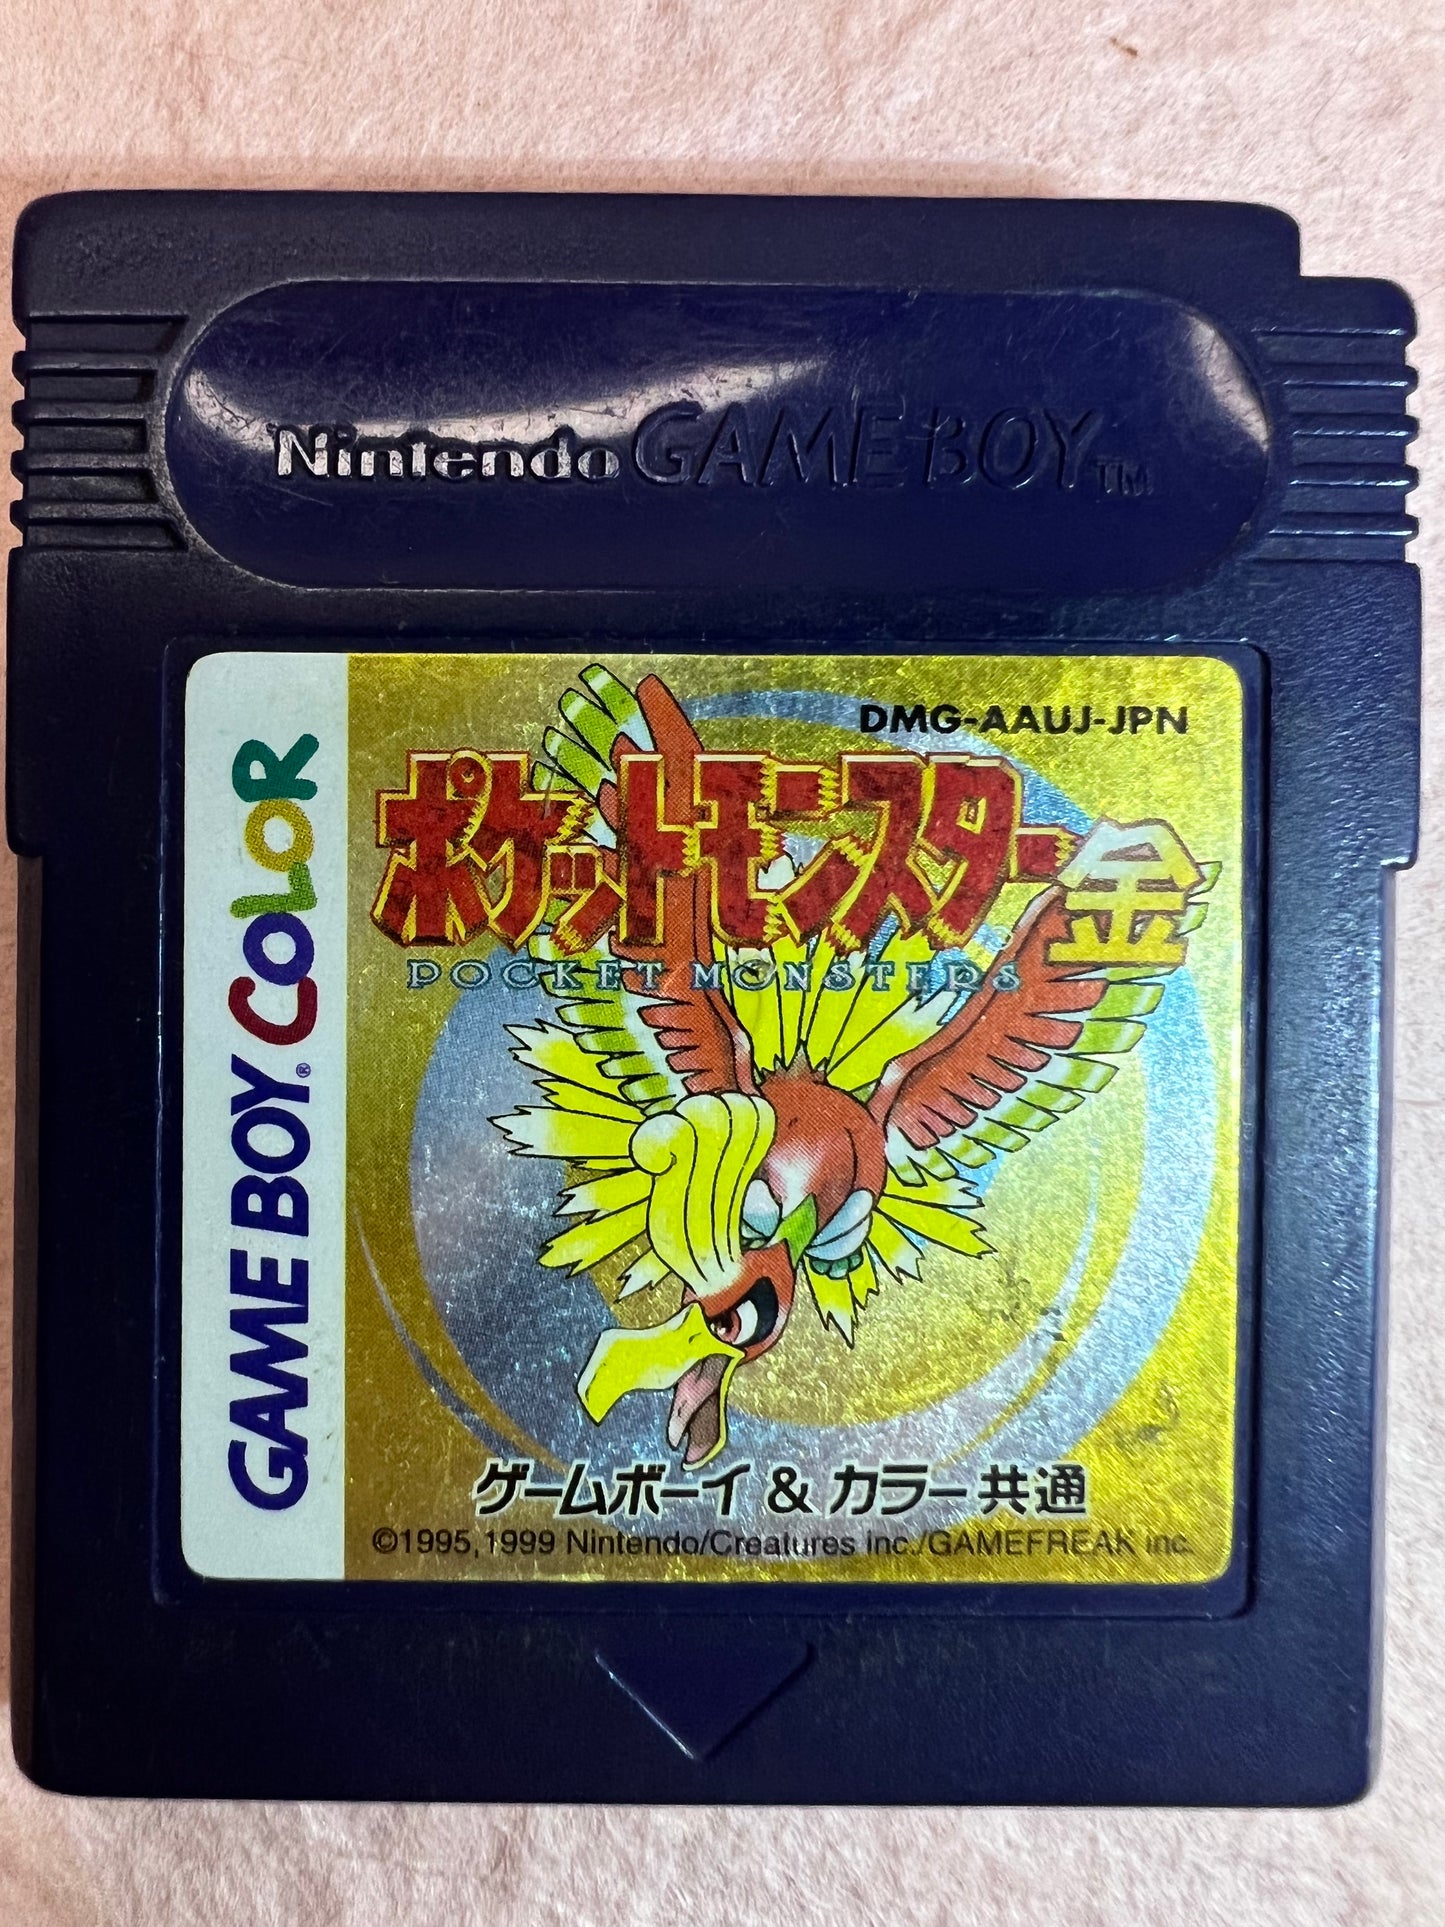 Nintendo GAME BOY TM
GAME BOY COLOR ®
DMG-AAUJ-JPN
ポケットモンスター金
POCKET MONSTERS
ゲームボーイ & カラー共通
©1995,1999 Nintendo/Creatures inc./GAMEFREAK inc.